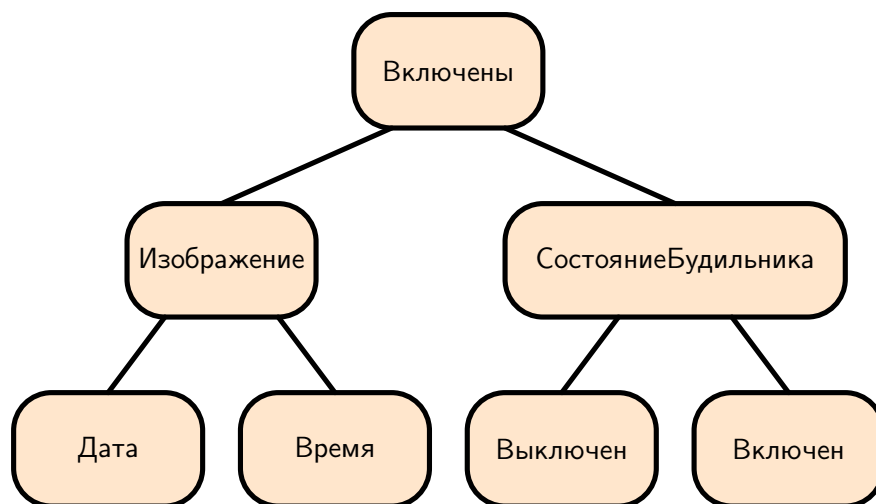 Включены
Изображение
СостояниеБудильника
Дата
Время
Выключен
Включен